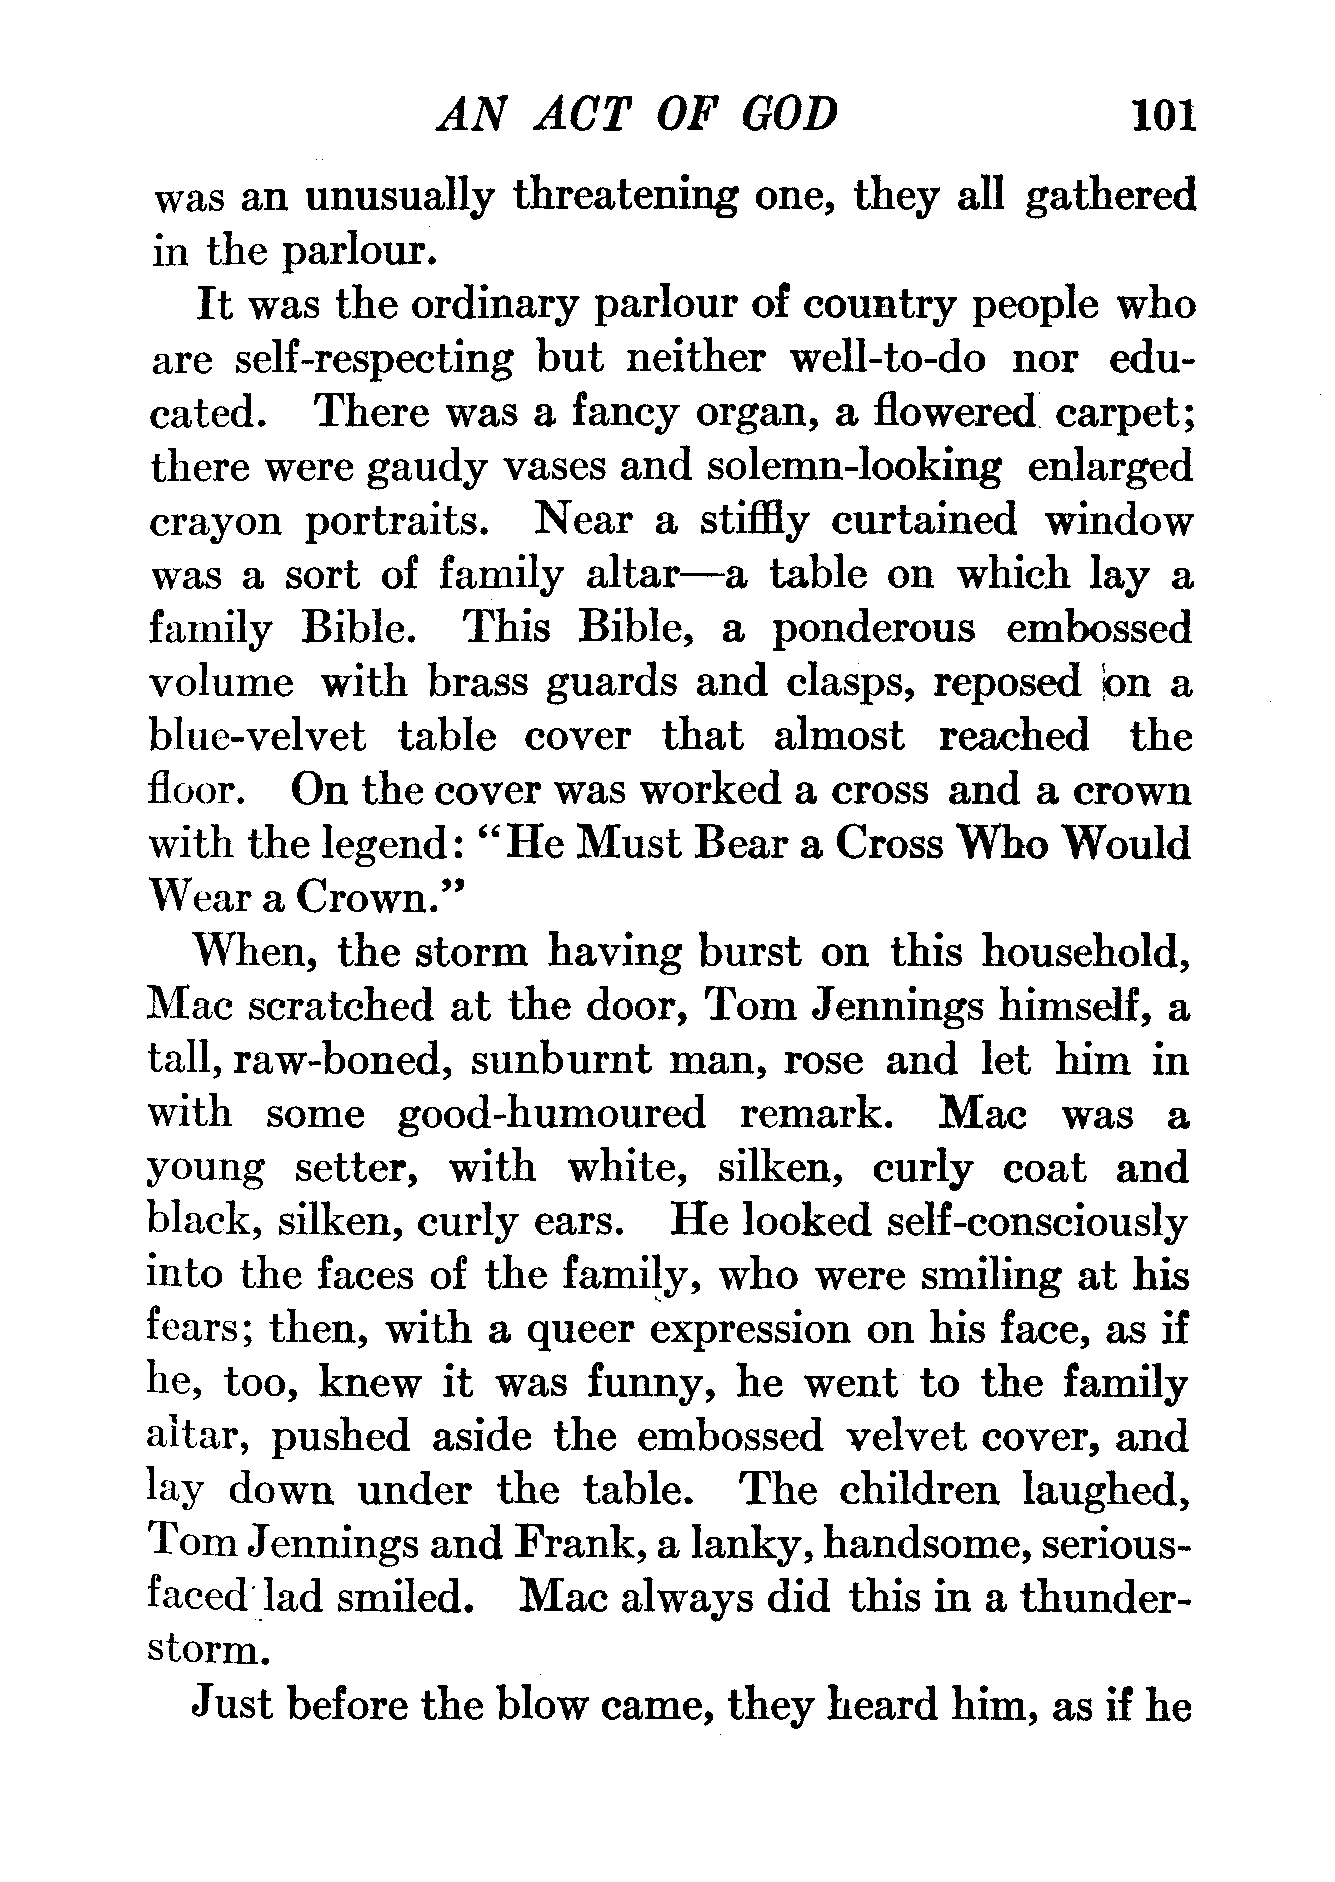 AN ACT OF GOD 101
was an unusually threatening one, they all gathered
in the parlour.
It was the ordinary parlour of country people who
are self-respecting but neither well-to-do nor edu-
cated. There was a fancy organ, a flowered carpet;
there were gaudy vases and solemn-looking enlarged
crayon portraits. Near a stiffly curtained window
was a sort of family altar—a table on which lay a
family Bible. This Bible, a ponderous embossed
volume with brass guards and clasps, reposed on a
blue-velvet table cover that almost reached the
floor. On the cover was worked a cross and a crown
with the legend: “He Must Bear a Cross Who Would
Wear a Crown.”
When, the storm having burst on this household,
Mac scratched at the door, Tom Jennings himself, a
tall, raw-boned, sunburnt man, rose and let him in
with some good-humoured remark. Mac was a
young setter, with white, silken, curly coat and
black, silken, curly ears. He looked self-consciously
into the faces of the family, who were smiling at his
fears; then, with a queer expression on his face, as if
he, too, knew it was funny, he went to the family
altar, pushed aside the embossed velvet cover, and
lay down under the table. The children laughed,
Tom Jennings and Frank, a lanky, handsome, serious-
faced lad smiled. Mac always did this in a thunder-
storm.
Just before the blow came, they heard him, as if he